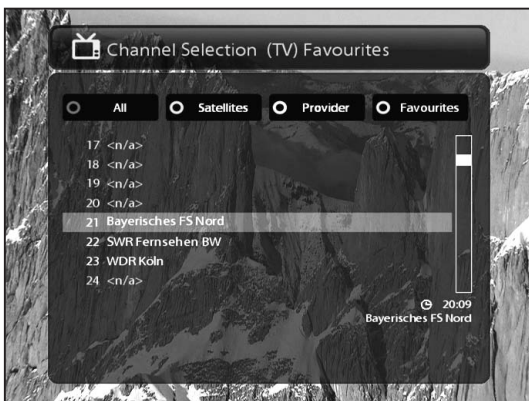 Channel Selection (TV) Favourites
All Satellites Provider Favourites
17 <n/a>
18 <n/a>
19 <n/a>
20 <n/a>
21 Bayerisches FS Nord
22 SWR Fernsehen BW
23 WDR Köln
24 <n/a>
20:09
Bayerisches FS Nord